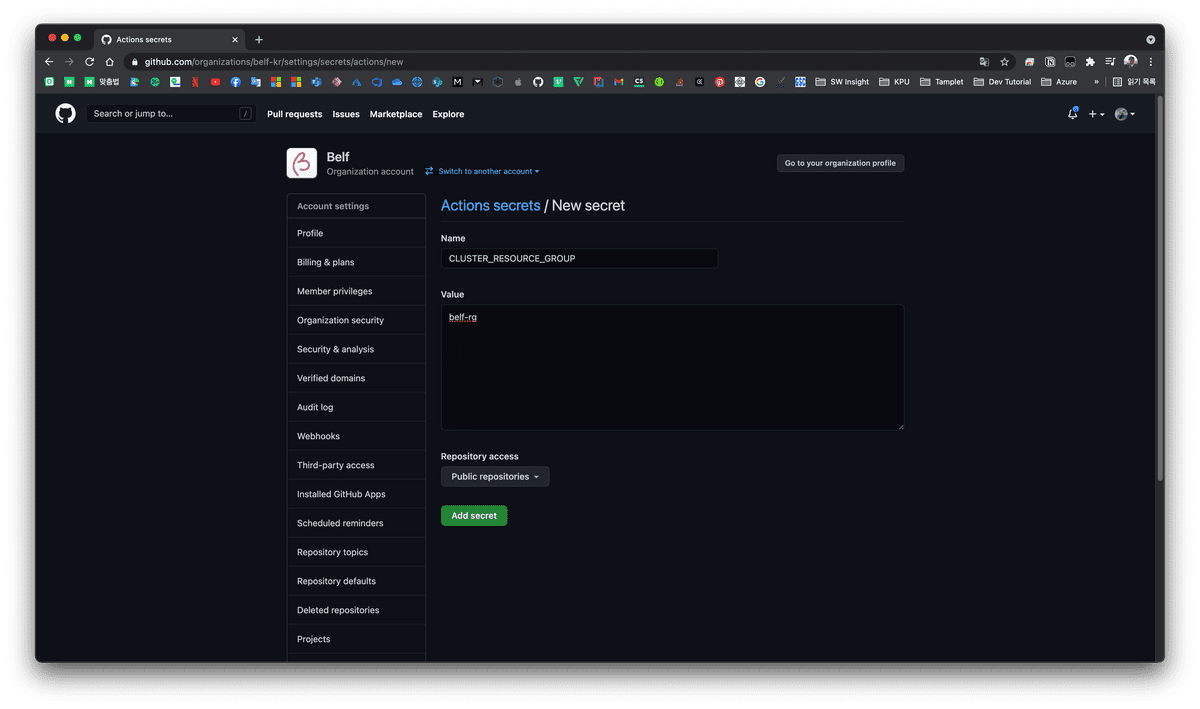 Actions secrets
github.com/organizations/belf-kr/settings/secrets/actions/new
맞춤법
SW Insight
KPU
Tamplet
Dev Tutorial
Azure
»
읽기 목록
Search or jump to...
/
Pull requests
Issues
Marketplace
Explore
Belf
Organization account
Switch to another account
Go to your organization profile
Account settings
Profile
Billing & plans
Member privileges
Organization security
Security & analysis
Verified domains
Audit log
Webhooks
Third-party access
Installed GitHub Apps
Scheduled reminders
Repository topics
Repository defaults
Deleted repositories
Projects
Actions secrets / New secret
Name
CLUSTER_RESOURCE_GROUP
Value
belf-rg
Repository access
Public repositories
Add secret